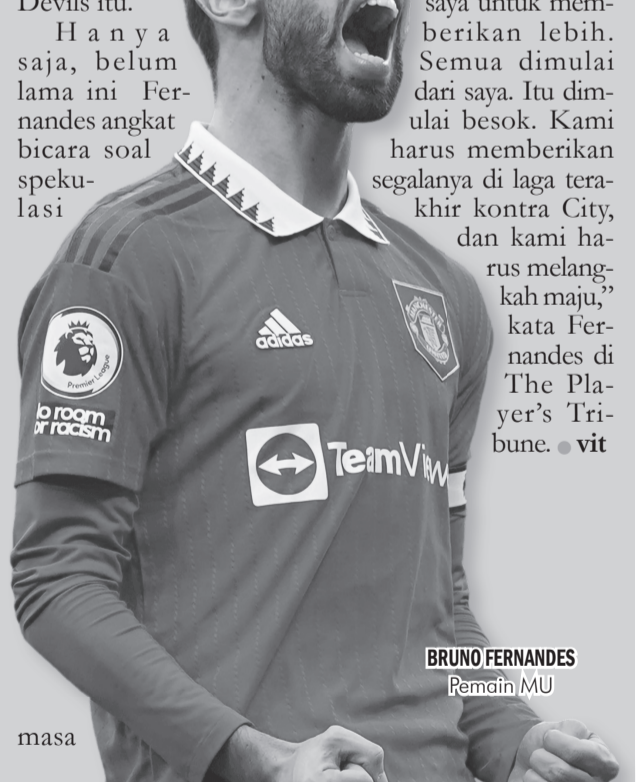 Devils itu.
Hanya
saja, belum
lama ini Fer-
nandes angkat
bicara soal
speku-
lasi
masa
saya untuk mem-
berikan lebih.
Semua dimulai
dari saya. Itu dim-
ulai besok. Kami
harus memberikan
segalanya di laga tera-
khir kontra City,
dan kami ha-
rus melang-
kah maju,”
kata Fer-
nandes di
The Pla-
yer’s Tri-
bune. ● vit
adidas
Premier League
No room
for racism
TeamView
BRUNO FERNANDES
Pemain MU